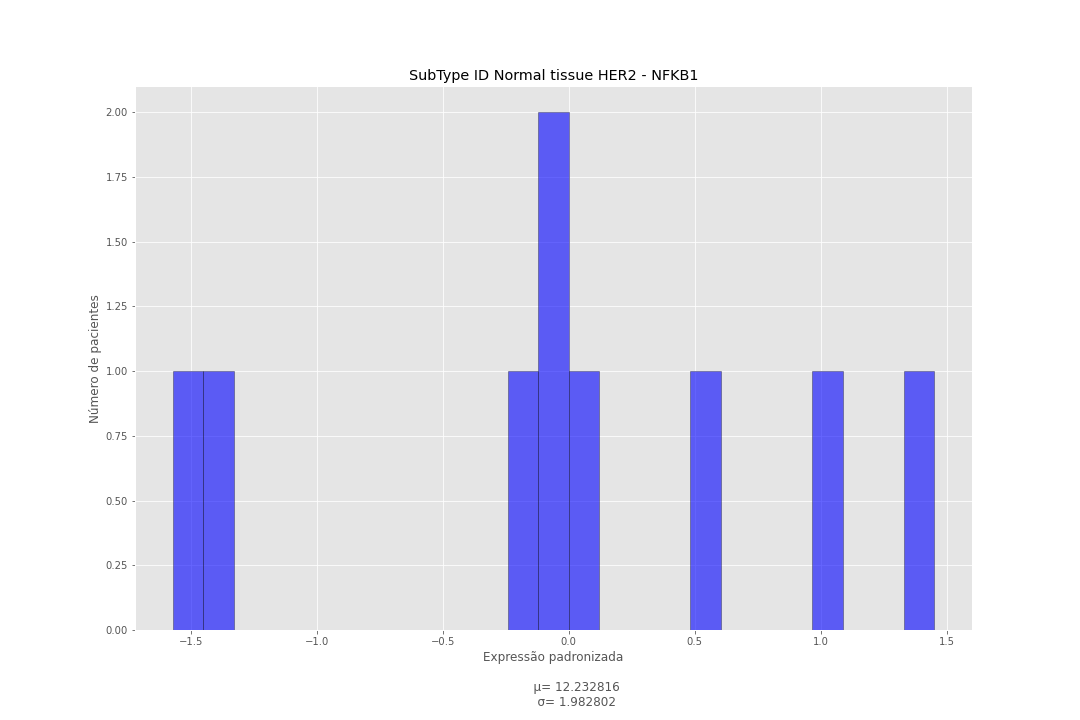 SubType ID Normal tissue HER2 - NFKB1
2.00
1.75
1.50
1.25
1.00
0.75
0.50
0.25
0.00
Número de pacientes
−1.5 −1.0 −0.5 0.0 0.5 1.0 1.5
Expressão padronizada
μ= 12.232816
σ= 1.982802